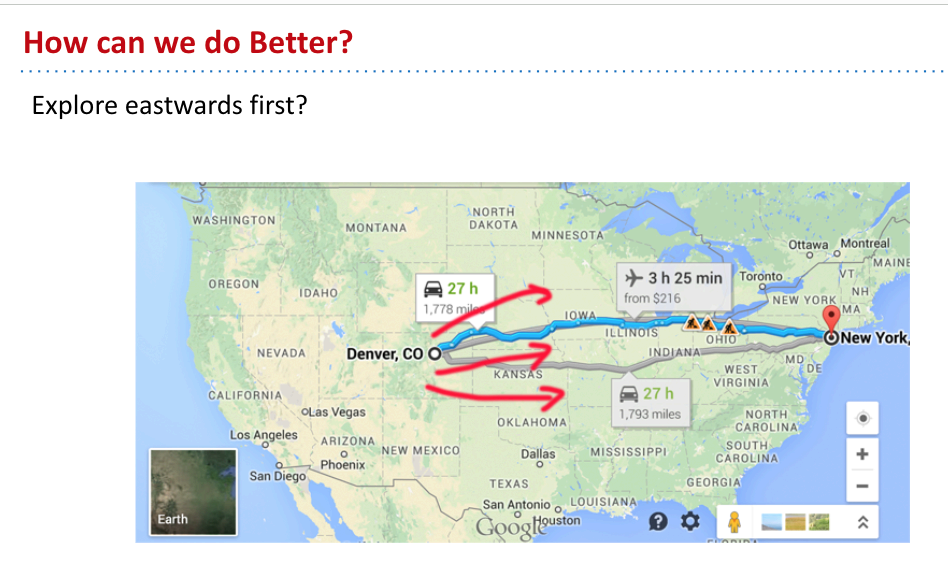 How can we do Better?
Explore eastwards first?
WASHINGTON
MONTANA
NORTH
DAKOTA
MINNESOTA
Ottawa
Montreal
MAINE
OREGON
IDAHO
27 h
1,778 miles
3 h 25 min
from $216
Toronto
VT
NH
NEW YORK
MA
IOWA
ILLINOIS
OHIO
New York,
Denver, CO
NEVADA
INDIANA
MD
DE
KANSAS
WEST
VIRGINIA
27 h
1,793 miles
CALIFORNIA
Las Vegas
OKLAHOMA
NORTH
CAROLINA
Los Angeles
ARIZONA
NEW MEXICO
Phoenix
San Diego
Dallas
MISSISSIPPI
SOUTH
CAROLINA
TEXAS
GEORGIA
San Antonio
LOUISIANA
Houston
Google
Earth
FLORIDA